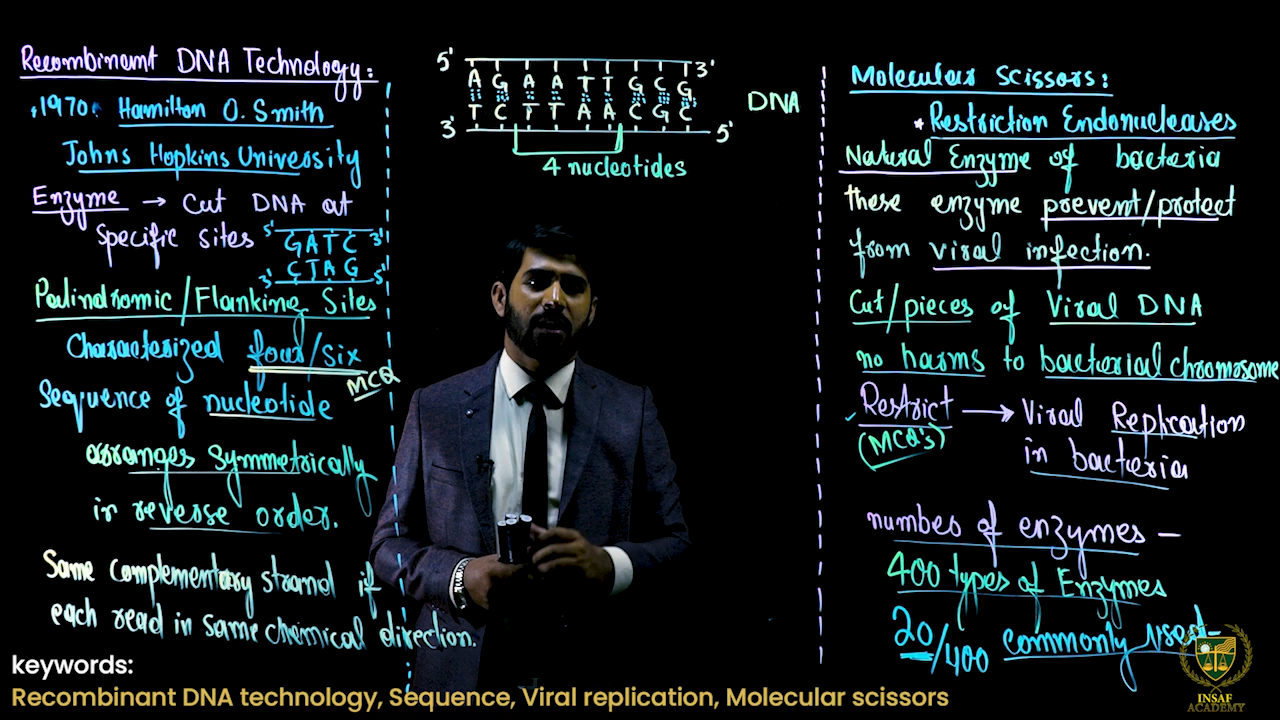 Recombinant DNA Technology:
1970: Hamilton O. Smith
Johns Hopkins University
Enzyme → Cut DNA at
Specific sites
5' 3'
GATC
CTAG
3' 5'
Palindromic/Flanking Sites
Characterized four/six
MCQ
Sequence of nucleotide
arranges symmetrically
in reverse order.
Same complementary strand if
each read in same chemical direction.
5' 3'
A G A A T T G C G
T C T T A A C G C
3' 5'
DNA
4 nucleotides
Molecular Scissors:
* Restriction Endonucleases
Natural Enzyme of bacteria
these enzyme prevent/protect
from viral infection.
Cut/pieces of Viral DNA
no harms to bacterial chromosome
Restrict → Viral Replication
(MCQ's)
in bacteria
numbes of enzymes –
400 types of Enzymes
20/400 commonly used
keywords:
Recombinant DNA technology, Sequence, Viral replication, Molecular scissors
INSAF
ACADEMY